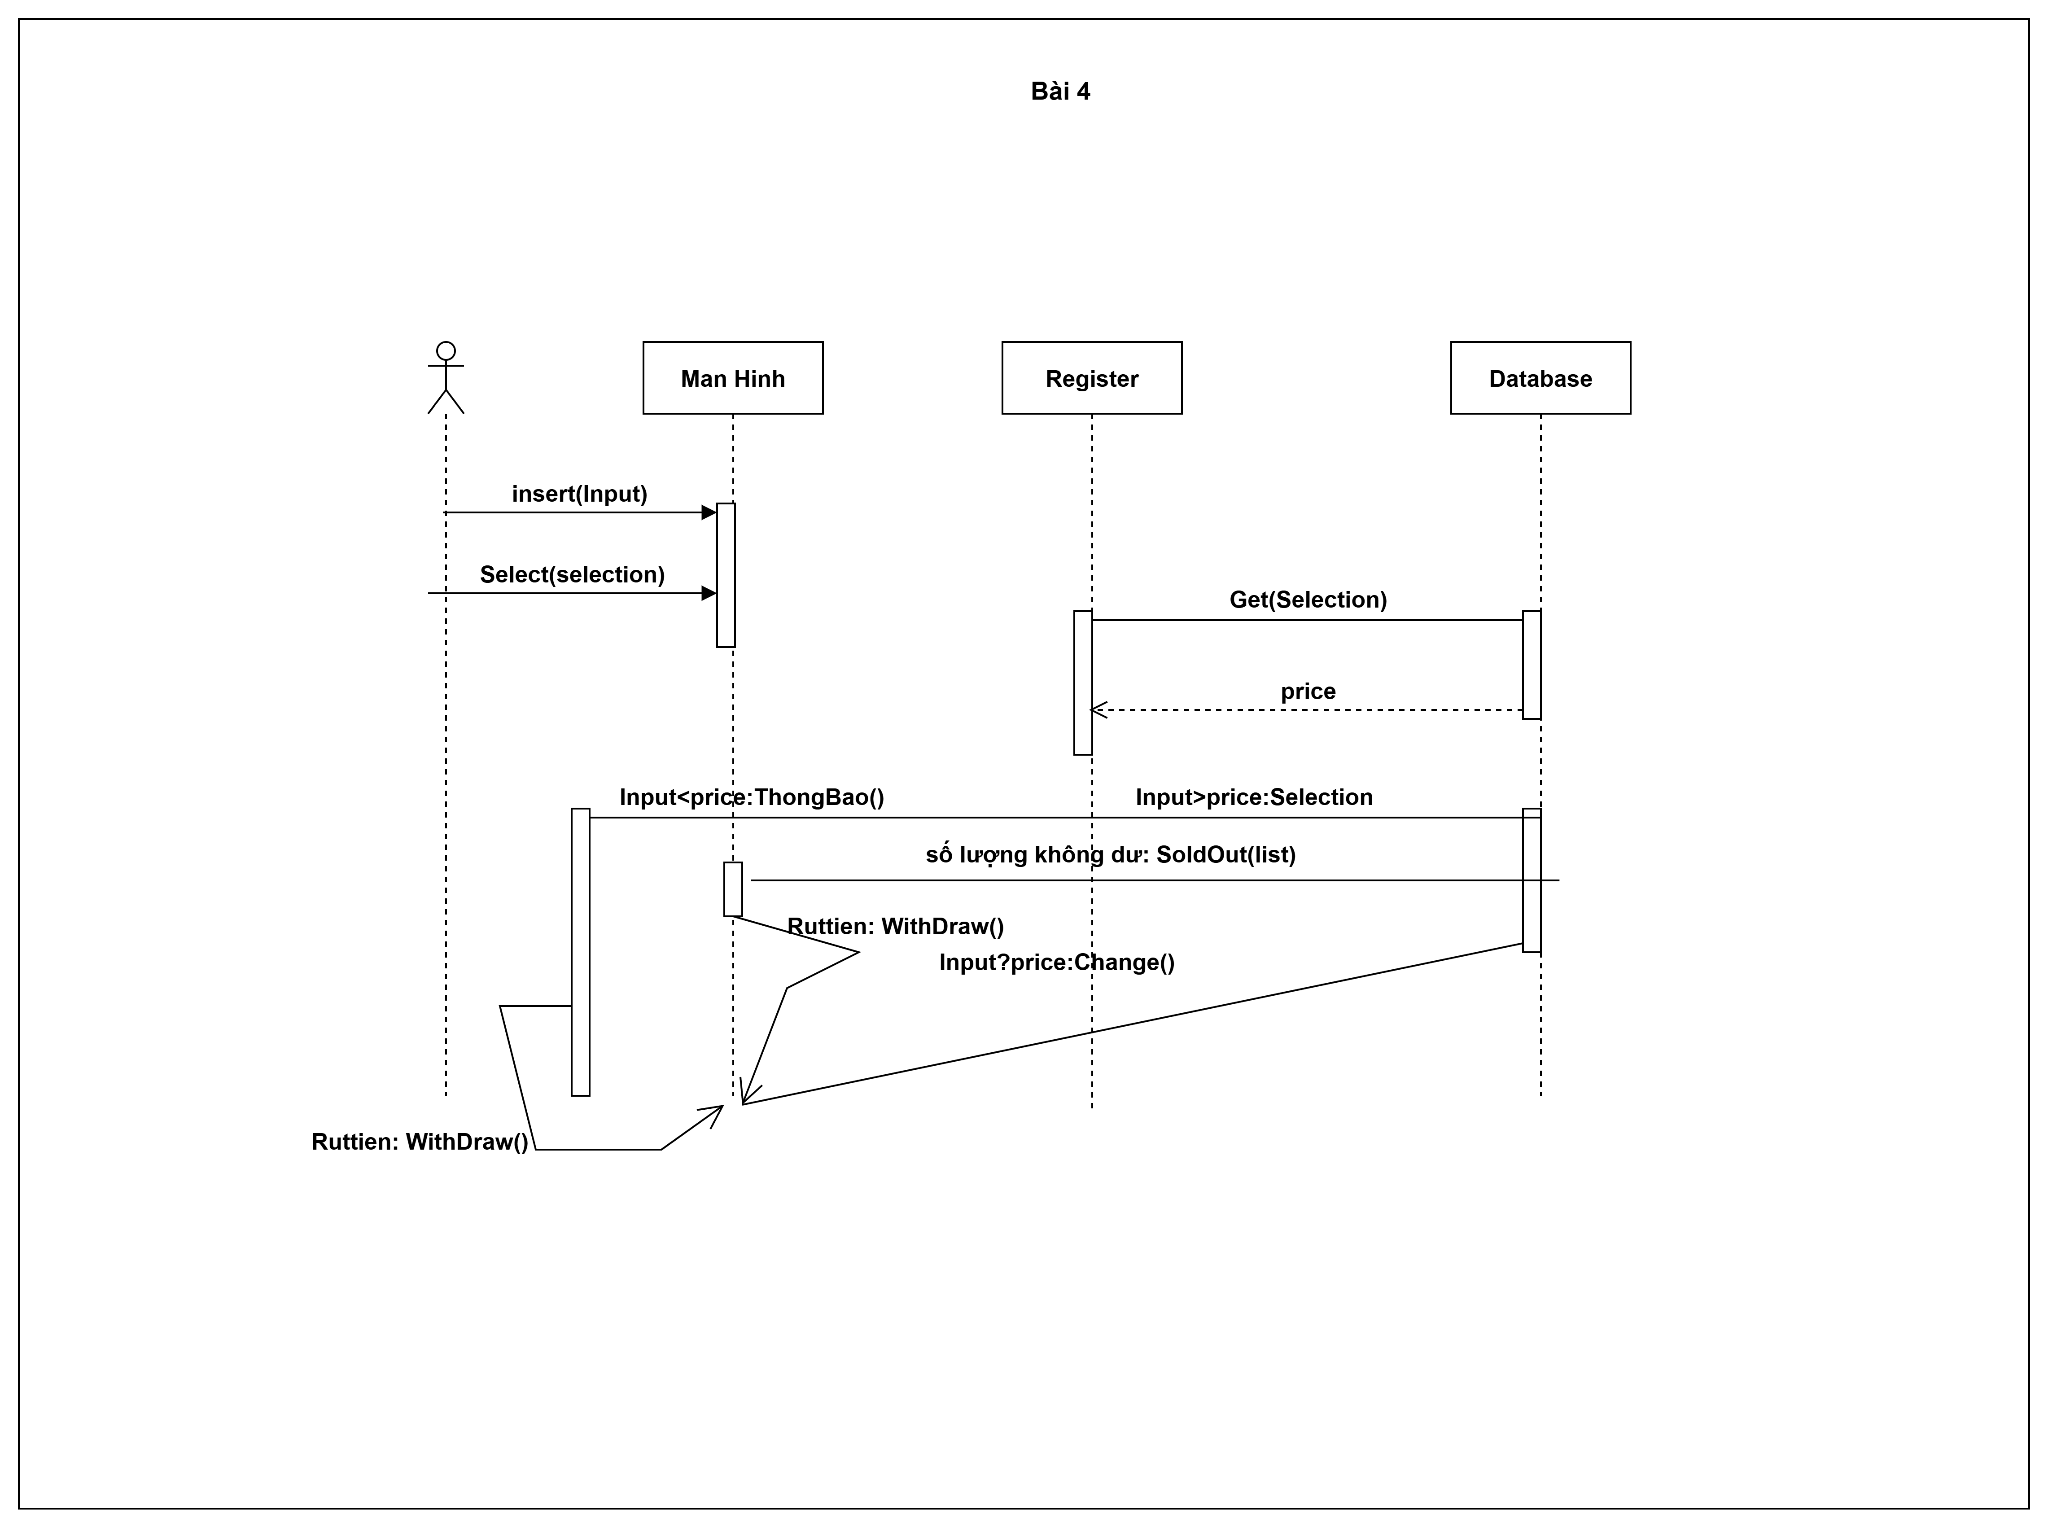 Bài 4
Man Hinh
Register
Database
insert(Input)
Select(selection)
Get(Selection)
price
Input<price:ThongBao()
Input>price:Selection
số lượng không dư: SoldOut(list)
Ruttien: WithDraw()
Input?price:Change()
Ruttien: WithDraw()